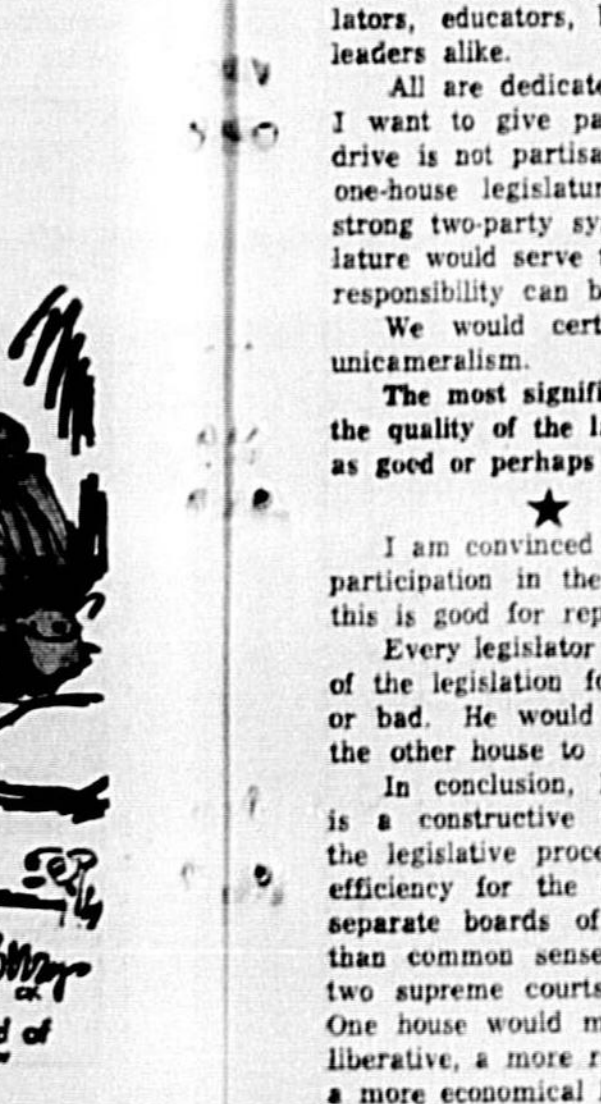 lators, educators,
leaders alike.
All are dedicate
I want to give pa
drive is not partisa
one-house legislatur
strong two-party sy
lature would serve
responsibility can b
We would cert
unicameralism.
The most signifi
the quality of the l
as good or perhaps
★
I am convinced
participation in the
this is good for rep
Every legislator
of the legislation fo
or bad. He would
the other house to
In conclusion,
is a constructive
the legislative proce
efficiency for the
separate boards of
than common sense
two supreme courts
One house would m
liberative, a more r
a more economical
of